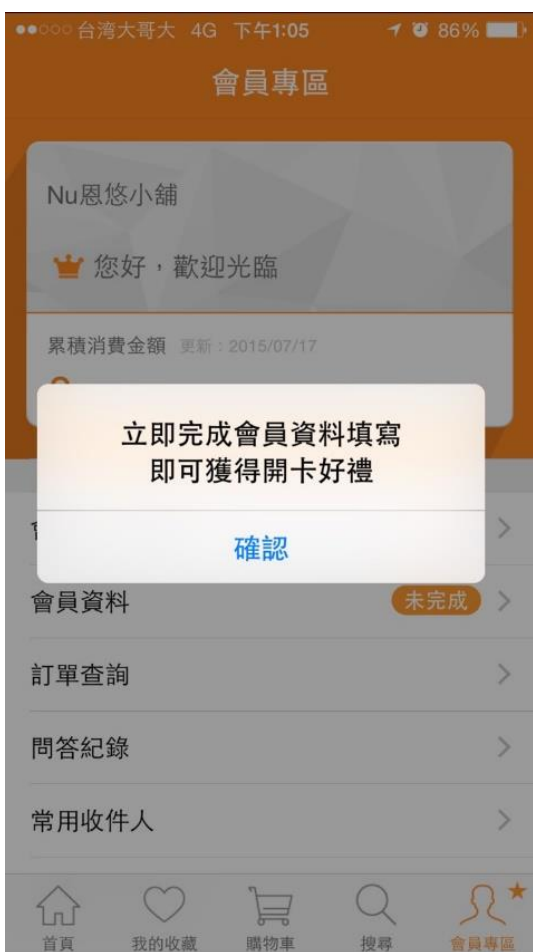 台灣大哥大 4G 下午1:05 86%
會員專區
Nu恩悠小舖
您好，歡迎光臨
累積消費金額 更新：2015/07/17
立即完成會員資料填寫
即可獲得開卡好禮
確認
會員資料 未完成
訂單查詢
問答紀錄
常用收件人
首頁 我的收藏 購物車 搜尋 會員專區